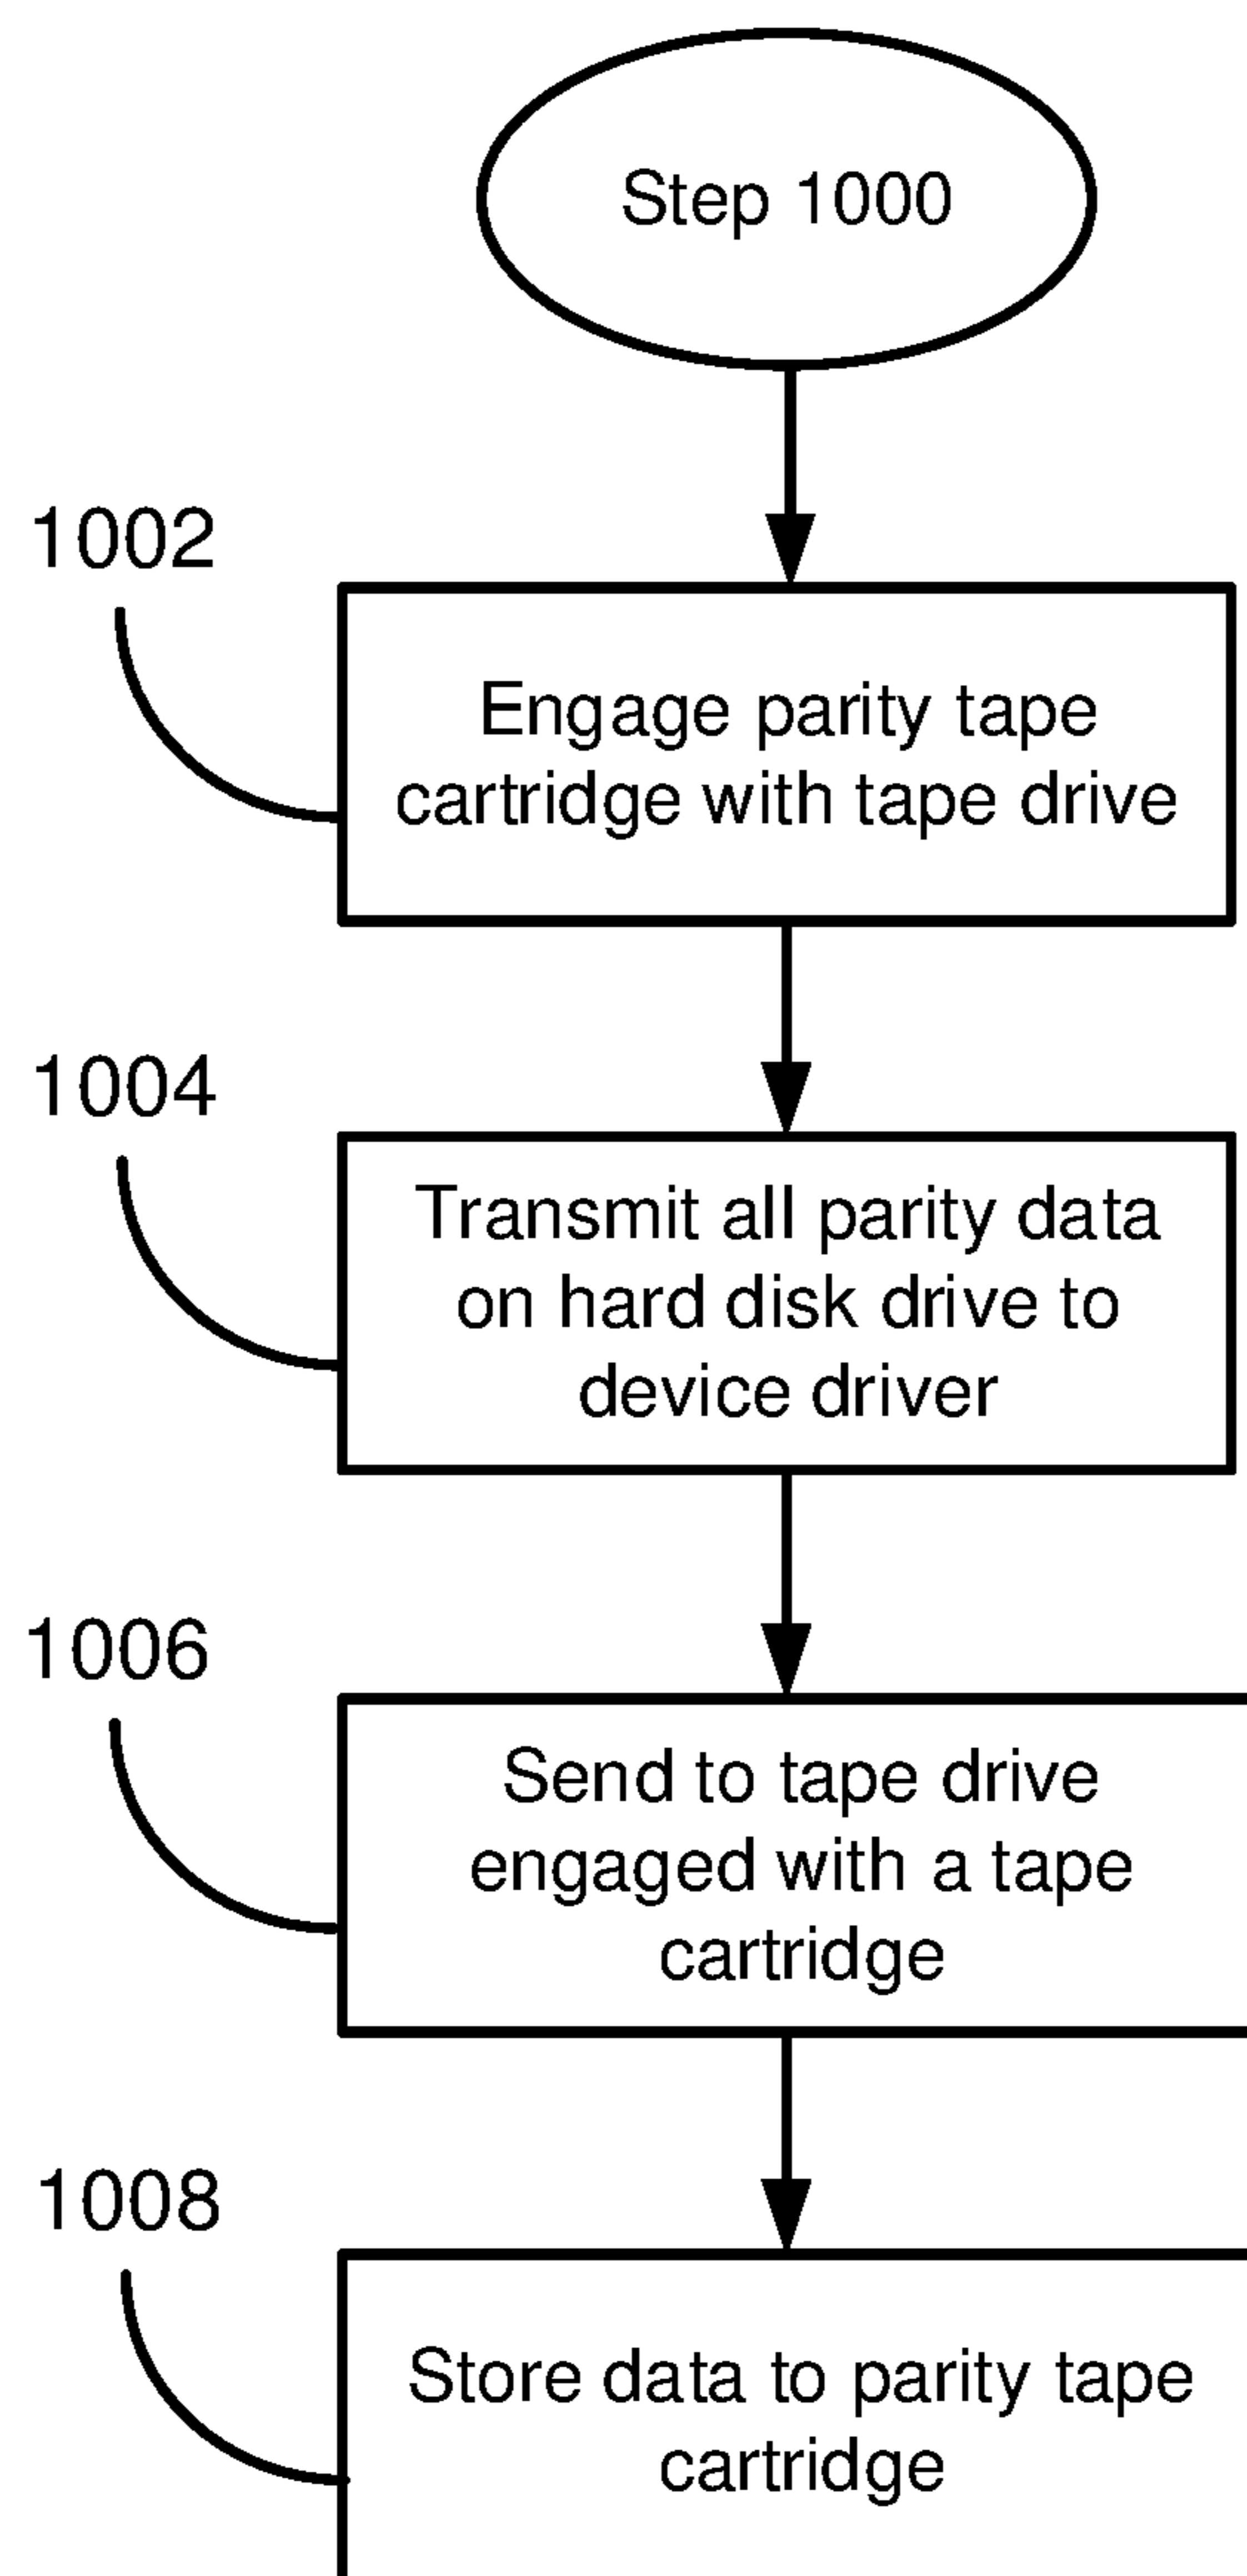 Step 1000
1002
Engage parity tape
cartridge with tape drive
1004
Transmit all parity data
on hard disk drive to
device driver
1006
Send to tape drive
engaged with a tape
cartridge
1008
Store data to parity tape
cartridge